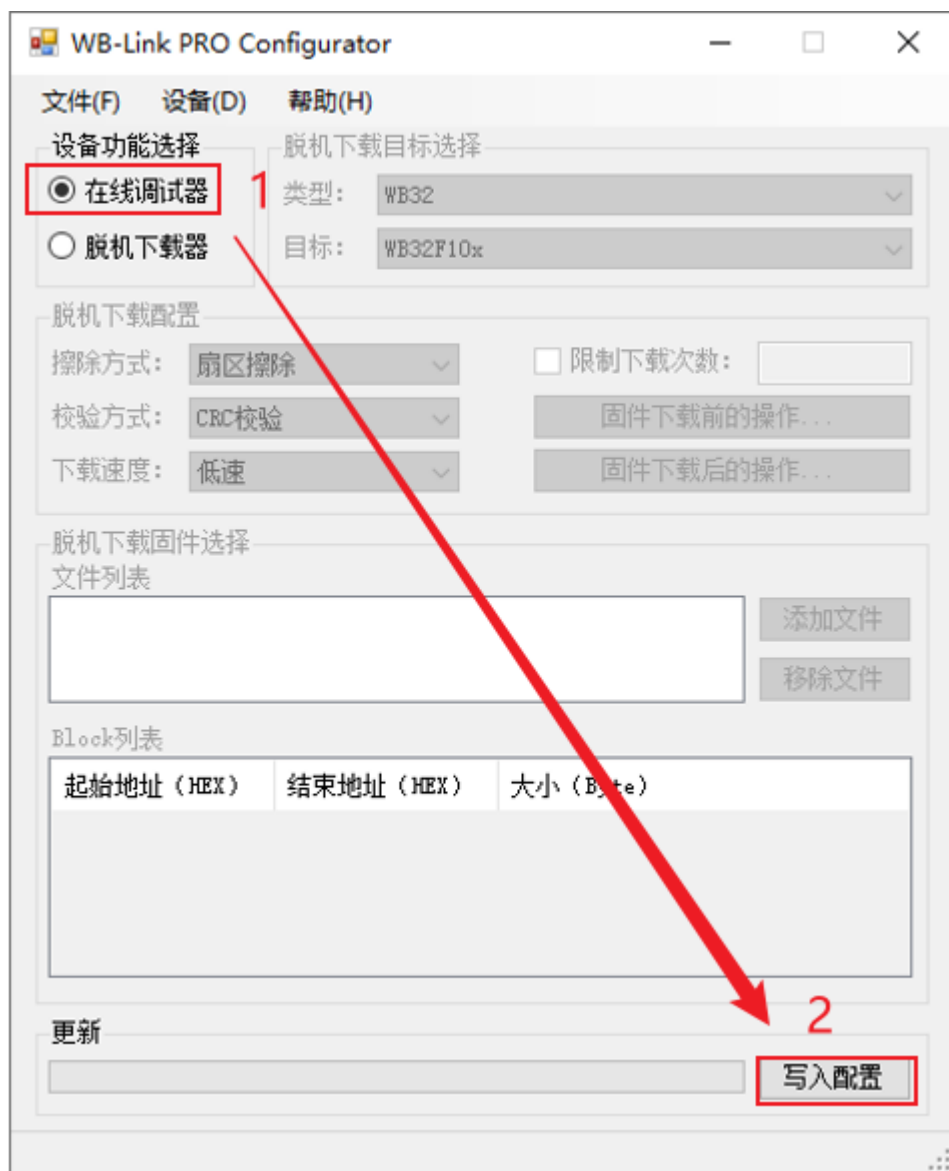 WB-Link PRO Configurator
文件(F) 设备(D) 帮助(H)
设备功能选择
在线调试器 1
脱机下载器
脱机下载目标选择
类型: WB32
目标: WB32F10x
脱机下载配置
擦除方式: 扇区擦除
限制下载次数:
校验方式: CRC校验
固件下载前的操作...
下载速度: 低速
固件下载后的操作...
脱机下载固件选择
文件列表
添加文件
移除文件
Block列表
起始地址 (HEX) 结束地址 (HEX) 大小 (Byte)
2
更新
写入配置